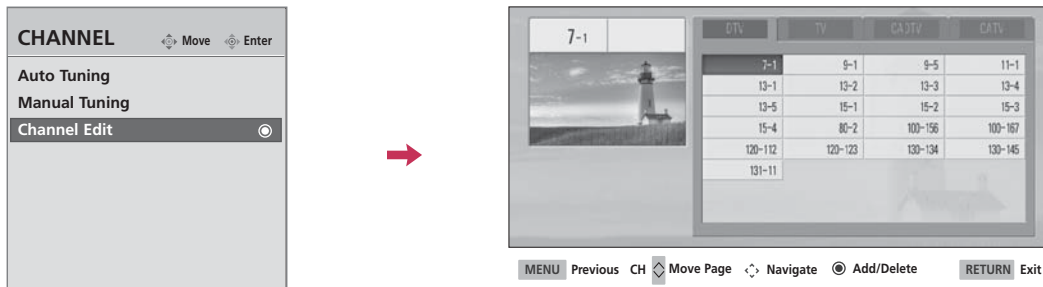 CHANNEL Move Enter
Auto Tuning
Manual Tuning
Channel Edit
7-1
DTV TV CADTV CATV
7-1 9-1 9-5 11-1
13-1 13-2 13-3 13-4
13-5 15-1 15-2 15-3
15-4 80-2 100-156 100-167
120-112 120-123 130-134 130-145
131-11
MENU Previous CH Move Page Navigate Add/Delete RETURN Exit